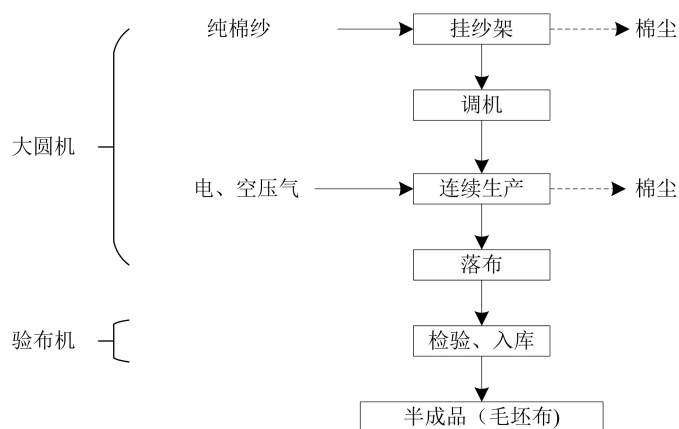 纯棉纱 挂纱架 棉尘
调机
大圆机
电、空压气 连续生产 棉尘
落布
验布机 检验、入库
半成品（毛坯布)